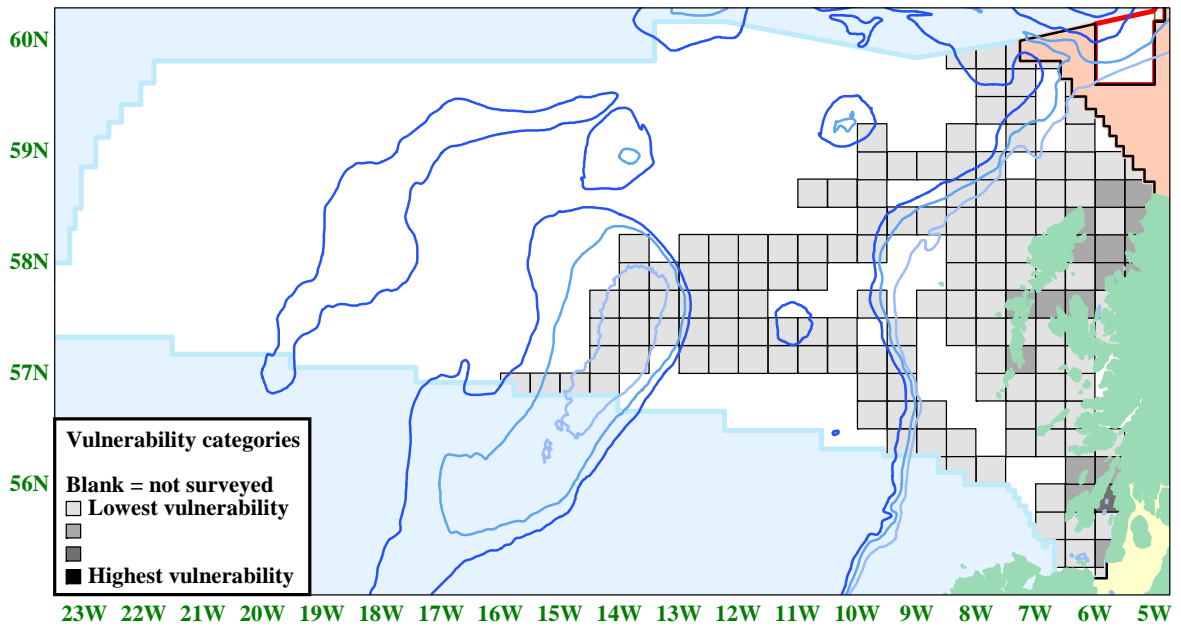 60N
59N
58N
57N
56N
Vulnerability categories
Blank = not surveyed
Lowest vulnerability
Highest vulnerability
23W 22W 21W 20W 19W 18W 17W 16W 15W 14W 13W 12W 11W 10W 9W 8W 7W 6W 5W